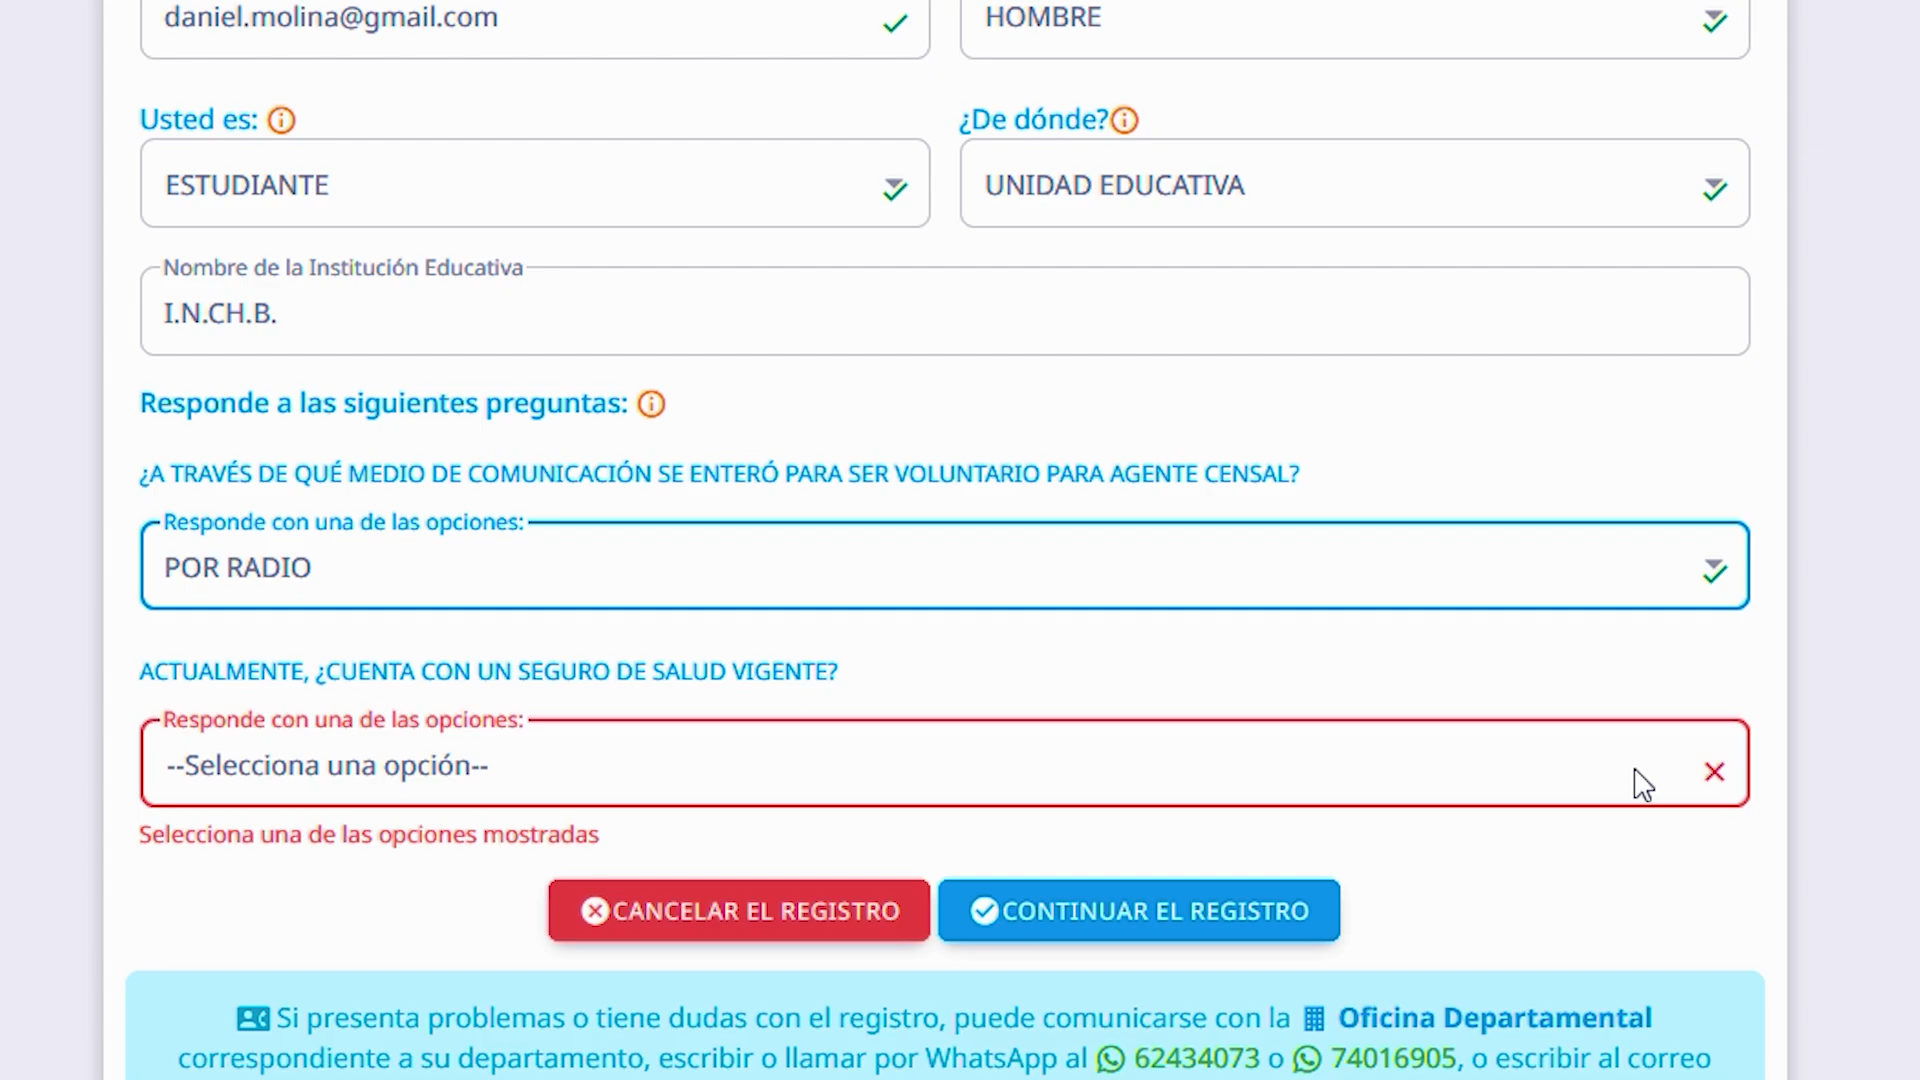 daniel.molina@gmail.com
HOMBRE
Usted es:
¿De dónde?
ESTUDIANTE
UNIDAD EDUCATIVA
Nombre de la Institución Educativa
I.N.CH.B.
Responde a las siguientes preguntas:
¿A TRAVÉS DE QUÉ MEDIO DE COMUNICACIÓN SE ENTERÓ PARA SER VOLUNTARIO PARA AGENTE CENSAL?
Responde con una de las opciones:
POR RADIO
ACTUALMENTE, ¿CUENTA CON UN SEGURO DE SALUD VIGENTE?
Responde con una de las opciones:
--Selecciona una opción--
Selecciona una de las opciones mostradas
CANCELAR EL REGISTRO
CONTINUAR EL REGISTRO
Si presenta problemas o tiene dudas con el registro, puede comunicarse con la Oficina Departamental
correspondiente a su departamento, escribir o llamar por WhatsApp al 62434073 o 74016905, o escribir al correo